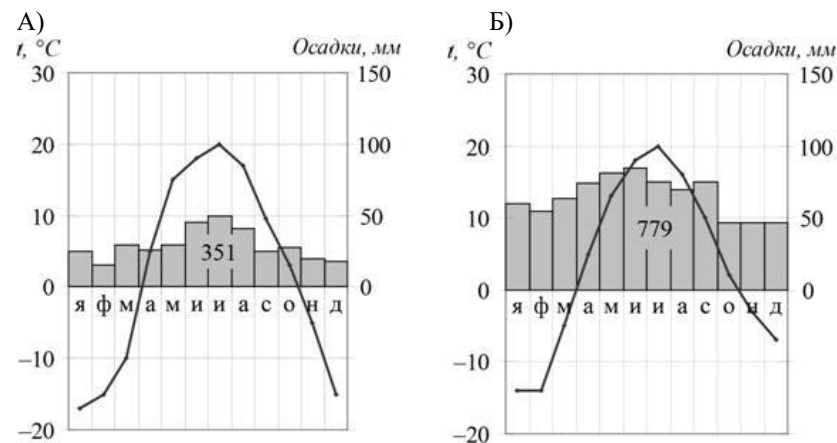 А)
t, °C
Осадки, мм
30
150
20
100
10
50
351
0
0
я ф м а м и и а с о н д
–10
–20
Б)
t, °C
Осадки, мм
30
150
20
100
10
50
779
0
0
я ф м а м и и а с о н д
–10
–20